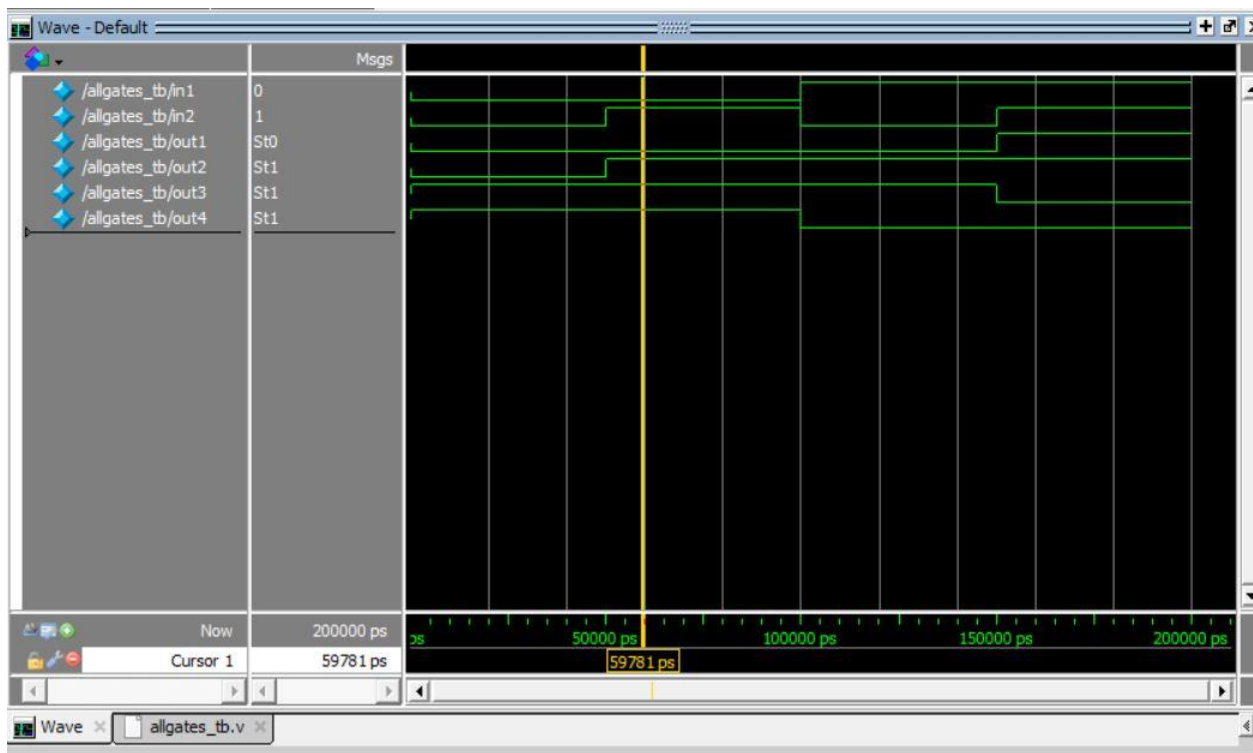 Wave - Default
Msgs
/allgates_tb/in1 0
/allgates_tb/in2 1
/allgates_tb/out1 St0
/allgates_tb/out2 St1
/allgates_tb/out3 St1
/allgates_tb/out4 St1
Now 200000 ps ps 50000 ps 100000 ps 150000 ps 200000 ps
Cursor 1 59781 ps 59781 ps
Wave allgates_tb.v